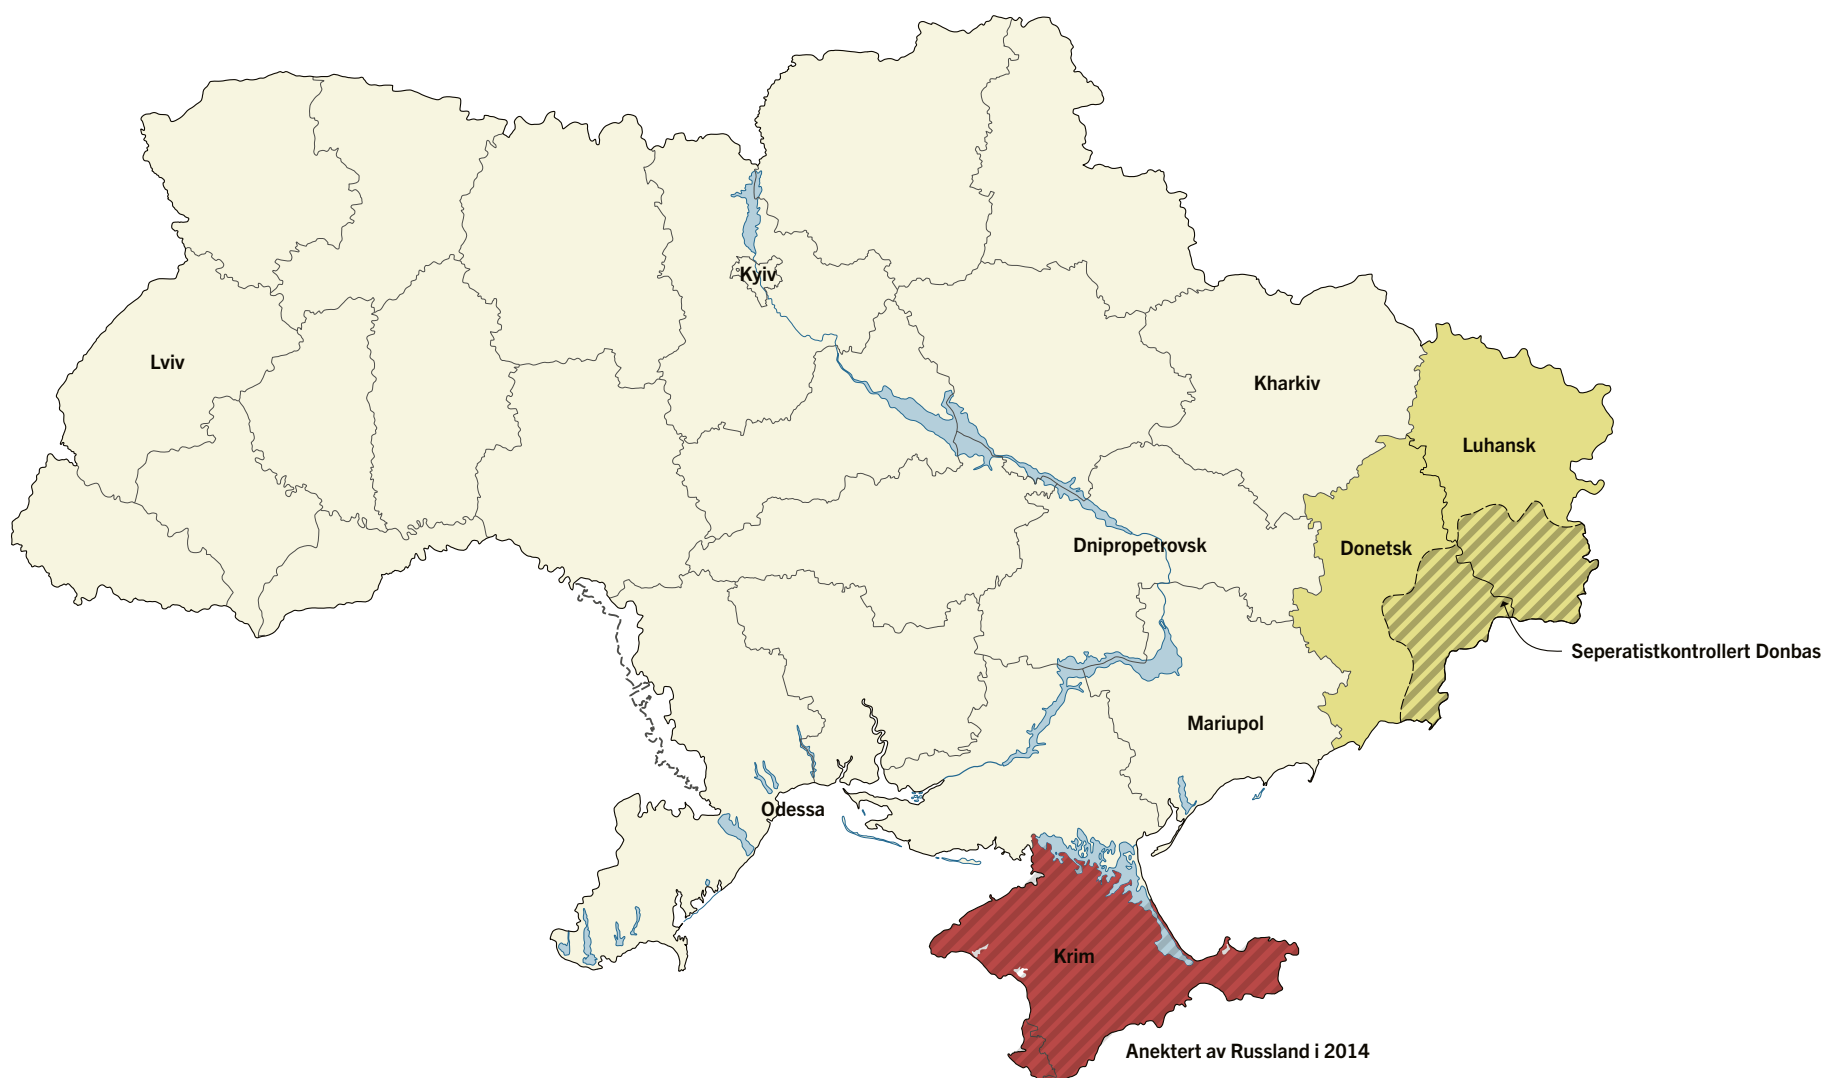 Kyiv
Lviv
Kharkiv
Luhansk
Dnipropetrovsk
Donetsk
Seperatistkontrollert Donbas
Mariupol
Odessa
Krim
Anektert av Russland i 2014